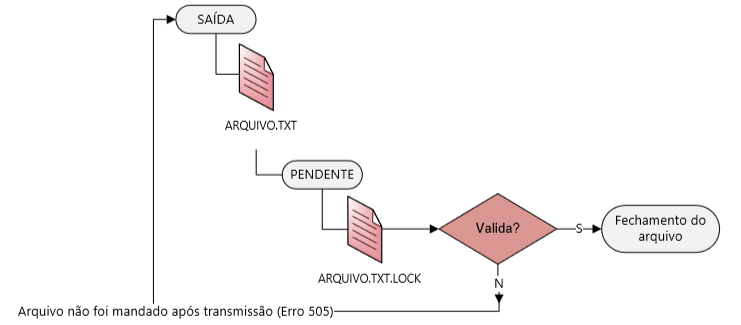 SAÍDA
ARQUIVO.TXT
PENDENTE
ARQUIVO.TXT.LOCK
Valida?
S
Fechamento do
arquivo
N
Arquivo não foi mandado após transmissão (Erro 505)